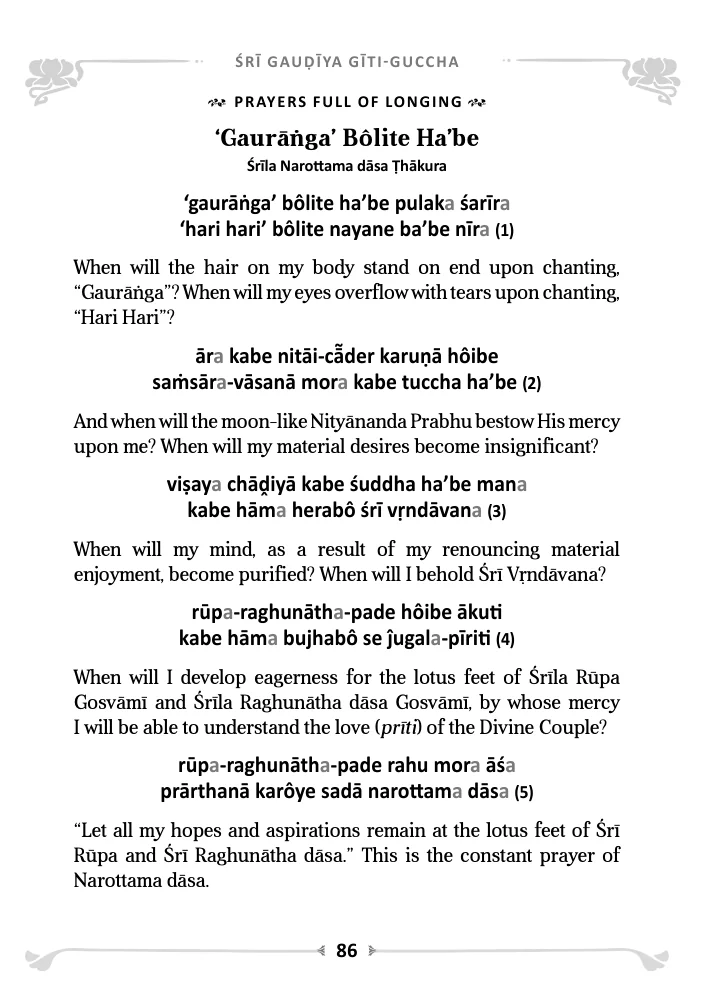 ŚRĪ GAUḌĪYA GĪTI-GUCCHA
PRAYERS FULL OF LONGING
‘Gaurāṅga’ Bôlite Ha’be
Śrīla Narottama dāsa Ṭhākura
‘gaurāṅga’ bôlite ha’be pulaka śarīra
‘hari hari’ bôlite nayane ba’be nīra (1)
When will the hair on my body stand on end upon chanting,
“Gaurāṅga”? When will my eyes overflow with tears upon chanting,
“Hari Hari”?
āra kabe nitāi-cā̃der karuṇā hôibe
saṁsāra-vāsanā mora kabe tuccha ha’be (2)
And when will the moon-like Nityānanda Prabhu bestow His mercy
upon me? When will my material desires become insignificant?
viṣaya chāḍ̮iyā kabe śuddha ha’be mana
kabe hāma herabô śrī vṛndāvana (3)
When will my mind, as a result of my renouncing material
enjoyment, become purified? When will I behold Śrī Vṛndāvana?
rūpa-raghunātha-pade hôibe ākuti
kabe hāma bujhabô se ĵugala-pīriti (4)
When will I develop eagerness for the lotus feet of Śrīla Rūpa
Gosvāmī and Śrīla Raghunātha dāsa Gosvāmī, by whose mercy
I will be able to understand the love (prīti) of the Divine Couple?
rūpa-raghunātha-pade rahu mora āśa
prārthanā karôye sadā narottama dāsa (5)
“Let all my hopes and aspirations remain at the lotus feet of Śrī
Rūpa and Śrī Raghunātha dāsa.” This is the constant prayer of
Narottama dāsa.
86